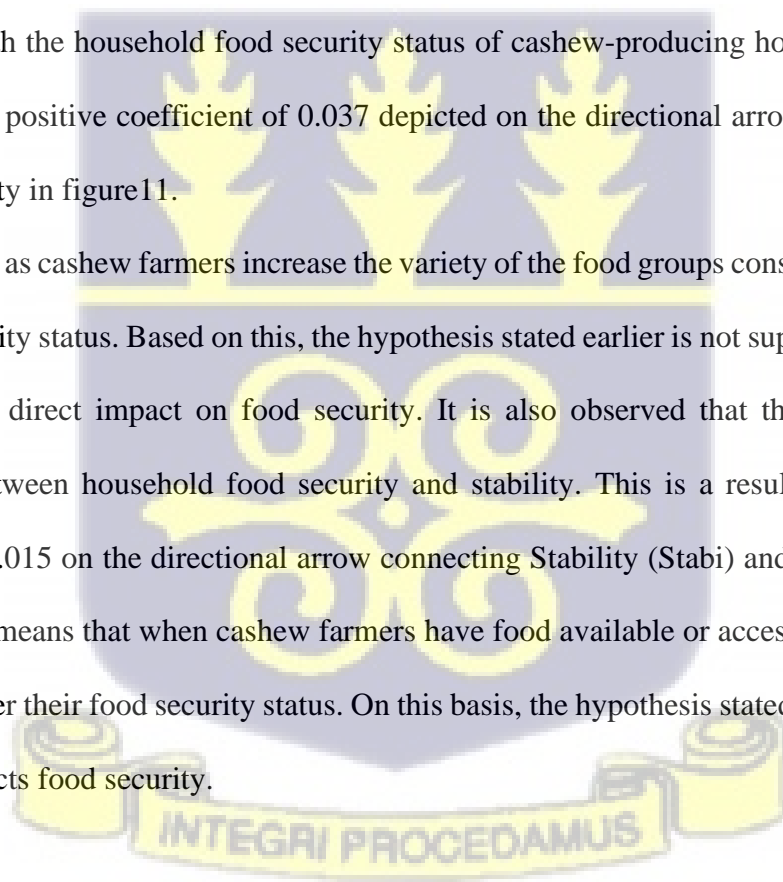 h the household food security status of cashew-producing ho
positive coefficient of 0.037 depicted on the directional arro
ty in figure11.
as cashew farmers increase the variety of the food groups cons
ity status. Based on this, the hypothesis stated earlier is not sup
direct impact on food security. It is also observed that th
tween household food security and stability. This is a resul
.015 on the directional arrow connecting Stability (Stabi) and
means that when cashew farmers have food available or acces
er their food security status. On this basis, the hypothesis stated
cts food security.
INTEGRI PROCEDAMUS